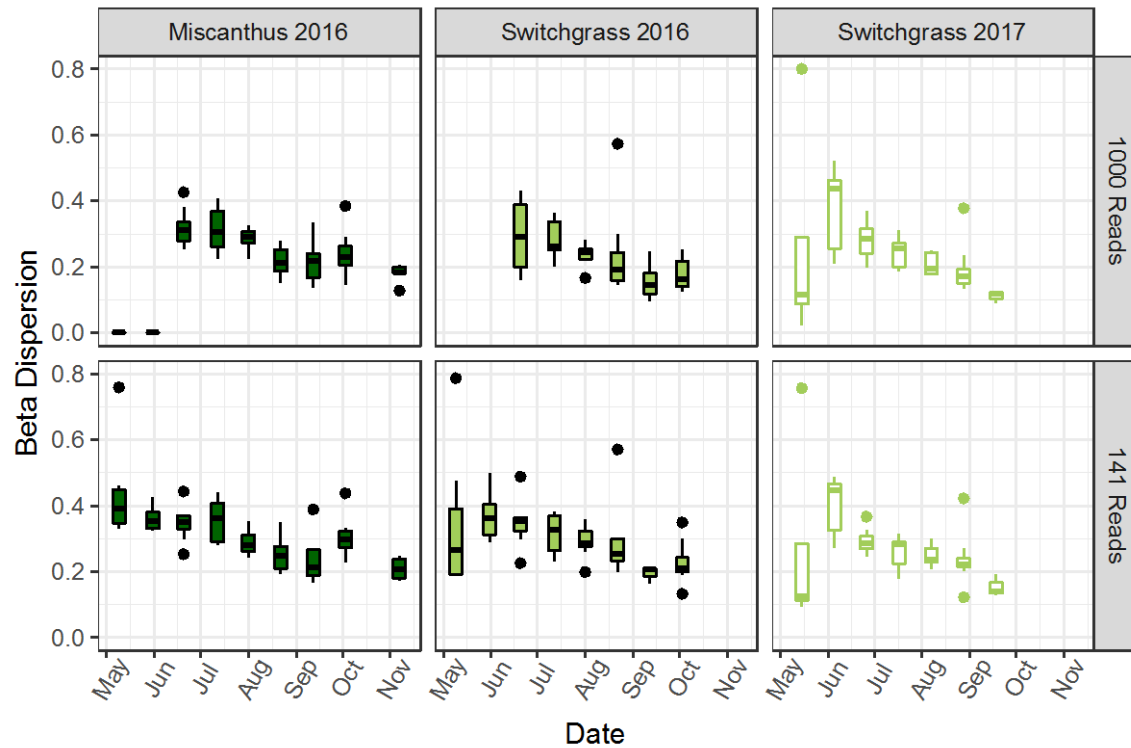 Miscanthus 2016 Switchgrass 2016 Switchgrass 2017
0.8
0.6
0.4
0.2
0.0
1000 Reads
Beta Dispersion
0.8
0.6
0.4
0.2
0.0
141 Reads
May Jun Jul Aug Sep Oct Nov May Jun Jul Aug Sep Oct Nov May Jun Jul Aug Sep Oct Nov
Date